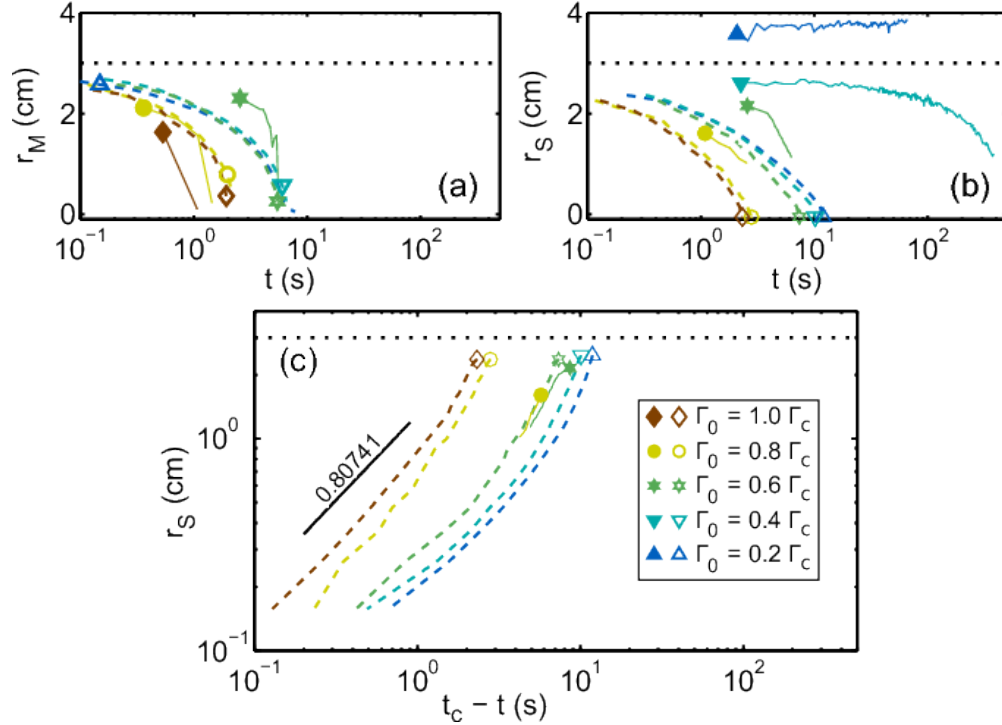 4
2
0
r_M (cm)
(a)
10^-1 10^0 10^1 10^2
t (s)
4
2
0
r_S (cm)
(b)
10^-1 10^0 10^1 10^2
t (s)
(c)
10^0
10^-1
r_S (cm)
0.80741
Γ_0 = 1.0 Γ_c
Γ_0 = 0.8 Γ_c
Γ_0 = 0.6 Γ_c
Γ_0 = 0.4 Γ_c
Γ_0 = 0.2 Γ_c
10^-1 10^0 10^1 10^2
t_c − t (s)